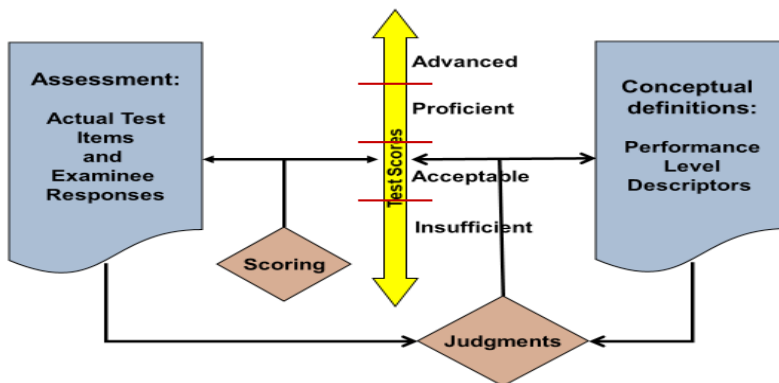 Assessment:
Actual Test
Items
and
Examinee
Responses
Scoring
Test Scores
Advanced
Proficient
Acceptable
Insufficient
Judgments
Conceptual
definitions:
Performance
Level
Descriptors